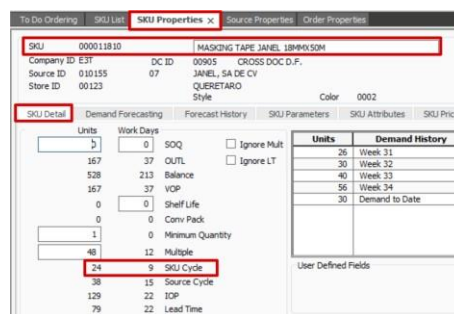 To Do Ordering SKU List SKU Properties x Source Properties Order Properties
SKU 000011810 MASKING TAPE JANEL 18MMX50M
Company ID E3T DC ID 00905 CROSS DOC D.F.
Source ID 010155 07 JANEL, SA DE CV
Store ID 00123 QUERETARO
Style Color 0002
SKU Detail Demand Forecasting Forecast History SKU Parameters SKU Attributes SKU Pric
Units Work Days
0 SOQ Ignore Mult
167 37 OUTL Ignore LT
528 213 Balance
167 37 VOP
0 0 Shelf Life
0 0 Conv Pack
1 0 Minimum Quantity
48 12 Multiple
24 9 SKU Cycle
38 15 Source Cycle
129 22 IOP
79 22 Lead Time
Units Demand History
26 Week 31
30 Week 32
40 Week 33
56 Week 34
30 Demand to Date
User Defined Fields